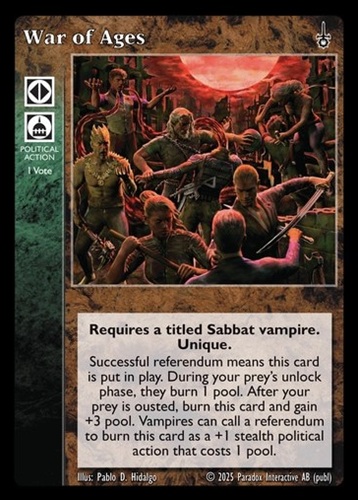 War of Ages
POLITICAL
ACTION
1 Vote
Requires a titled Sabbat vampire.
Unique.
Successful referendum means this card
is put in play. During your prey's unlock
phase, they burn 1 pool. After your
prey is ousted, burn this card and gain
+3 pool. Vampires can call a referendum
to burn this card as a +1 stealth political
action that costs 1 pool.
Illus: Pablo D. Hidalgo
© 2025 Paradox Interactive AB (publ)